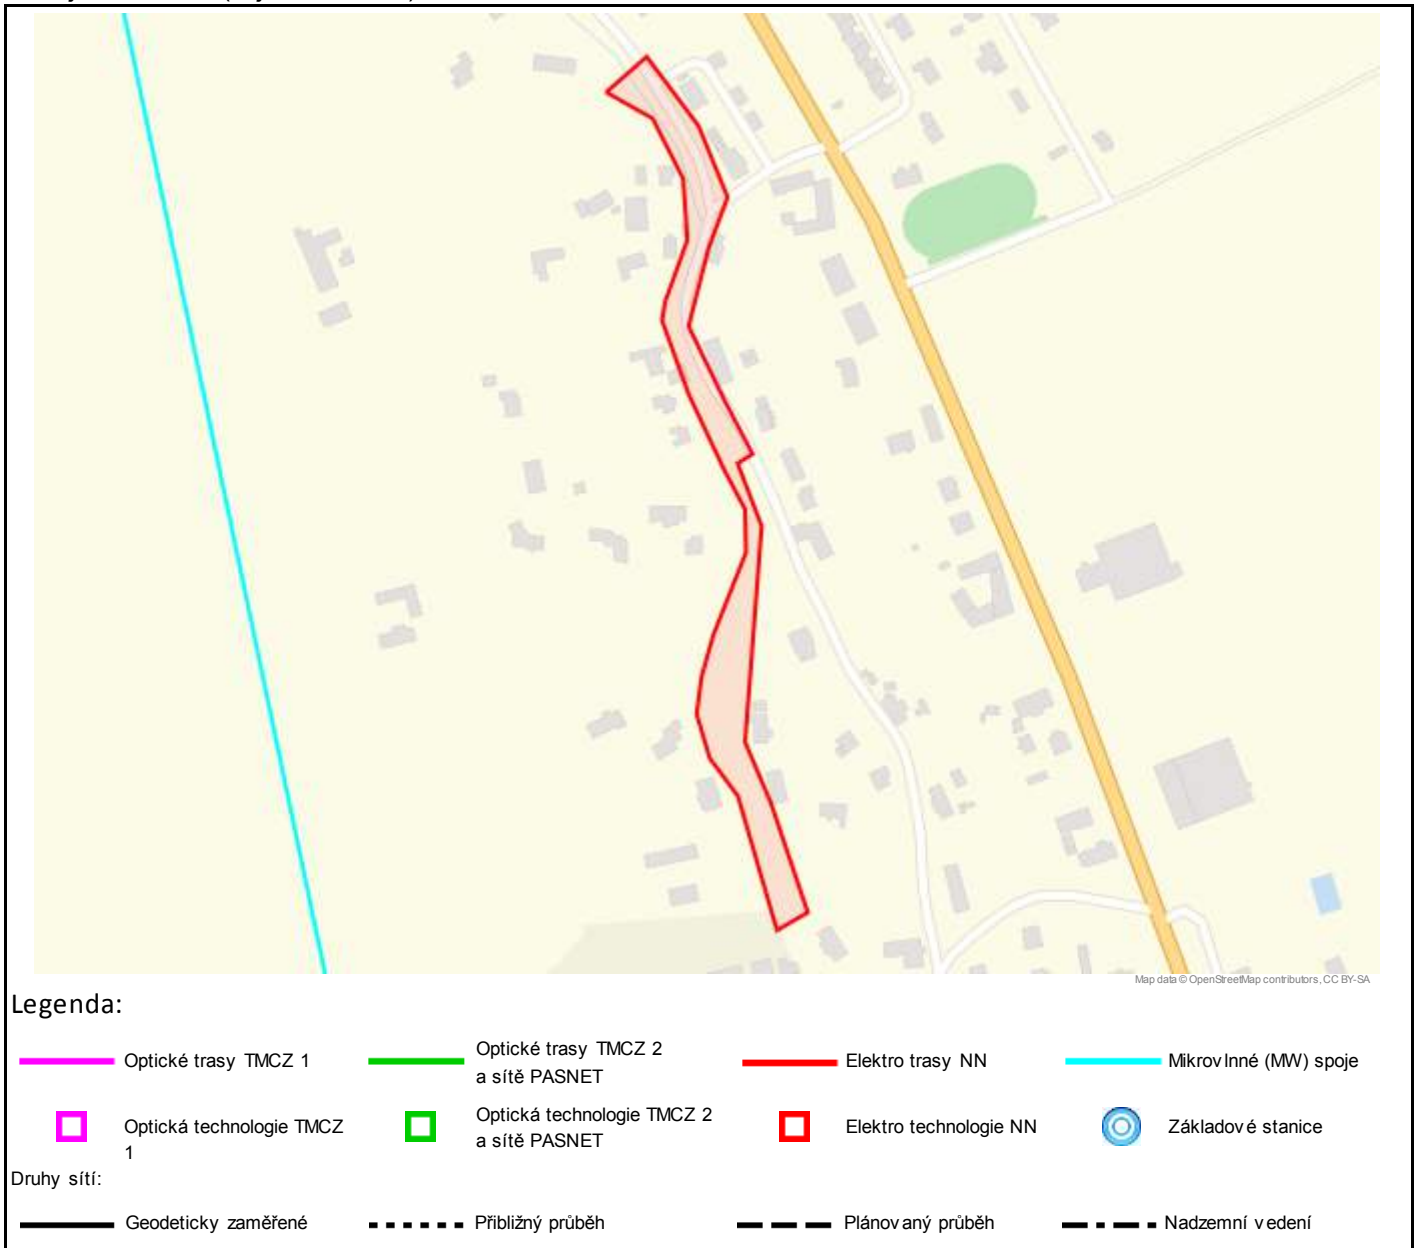 Map data © OpenStreetMap contributors, CC BY-SA
Legenda:
Optické trasy TMCZ 1
Optické trasy TMCZ 2
a sítě PASNET
Elektro trasy NN
Mikrovlnné (MW) spoje
Optická technologie TMCZ
1
Optická technologie TMCZ 2
a sítě PASNET
Elektro technologie NN
Základové stanice
Druhy sítí:
Geodeticky zaměřené
Přibližný průběh
Plánovaný průběh
Nadzemní vedení